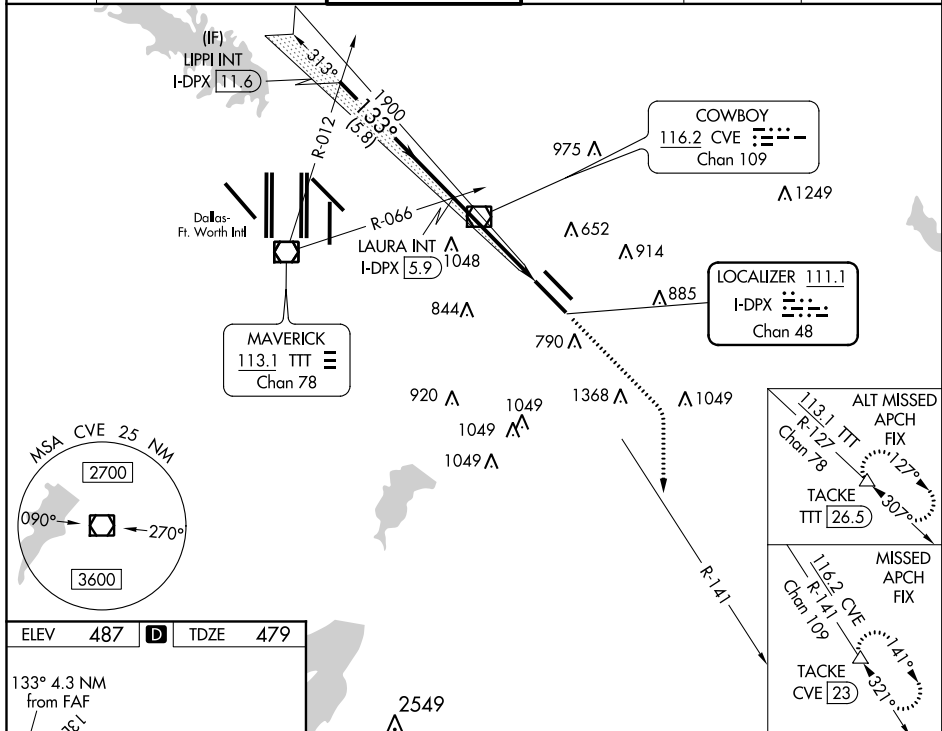 (IF)
LIPPI INT
I-DPX 11.6
313°
1900
133°
(5.8)
R-012
COWBOY
116.2 CVE
Chan 109
975
1249
Dallas-
Ft. Worth Intl
R-066
LAURA INT
I-DPX 5.9
1048
652
914
LOCALIZER 111.1
I-DPX
Chan 48
885
844
790
MAVERICK
113.1 TTT
Chan 78
920
1049
1049
1049
1368
1049
MSA CVE 25 NM
2700
090°
270°
3600
R-141
ALT MISSED
APCH
FIX
113.1 TTT
R-127
Chan 78
127°
307°
TACKE
TTT 26.5
MISSED
APCH
FIX
116.2 CVE
R-141
Chan 109
141°
321°
TACKE
CVE 23
ELEV 487 D TDZE 479
133° 4.3 NM
from FAF
2549